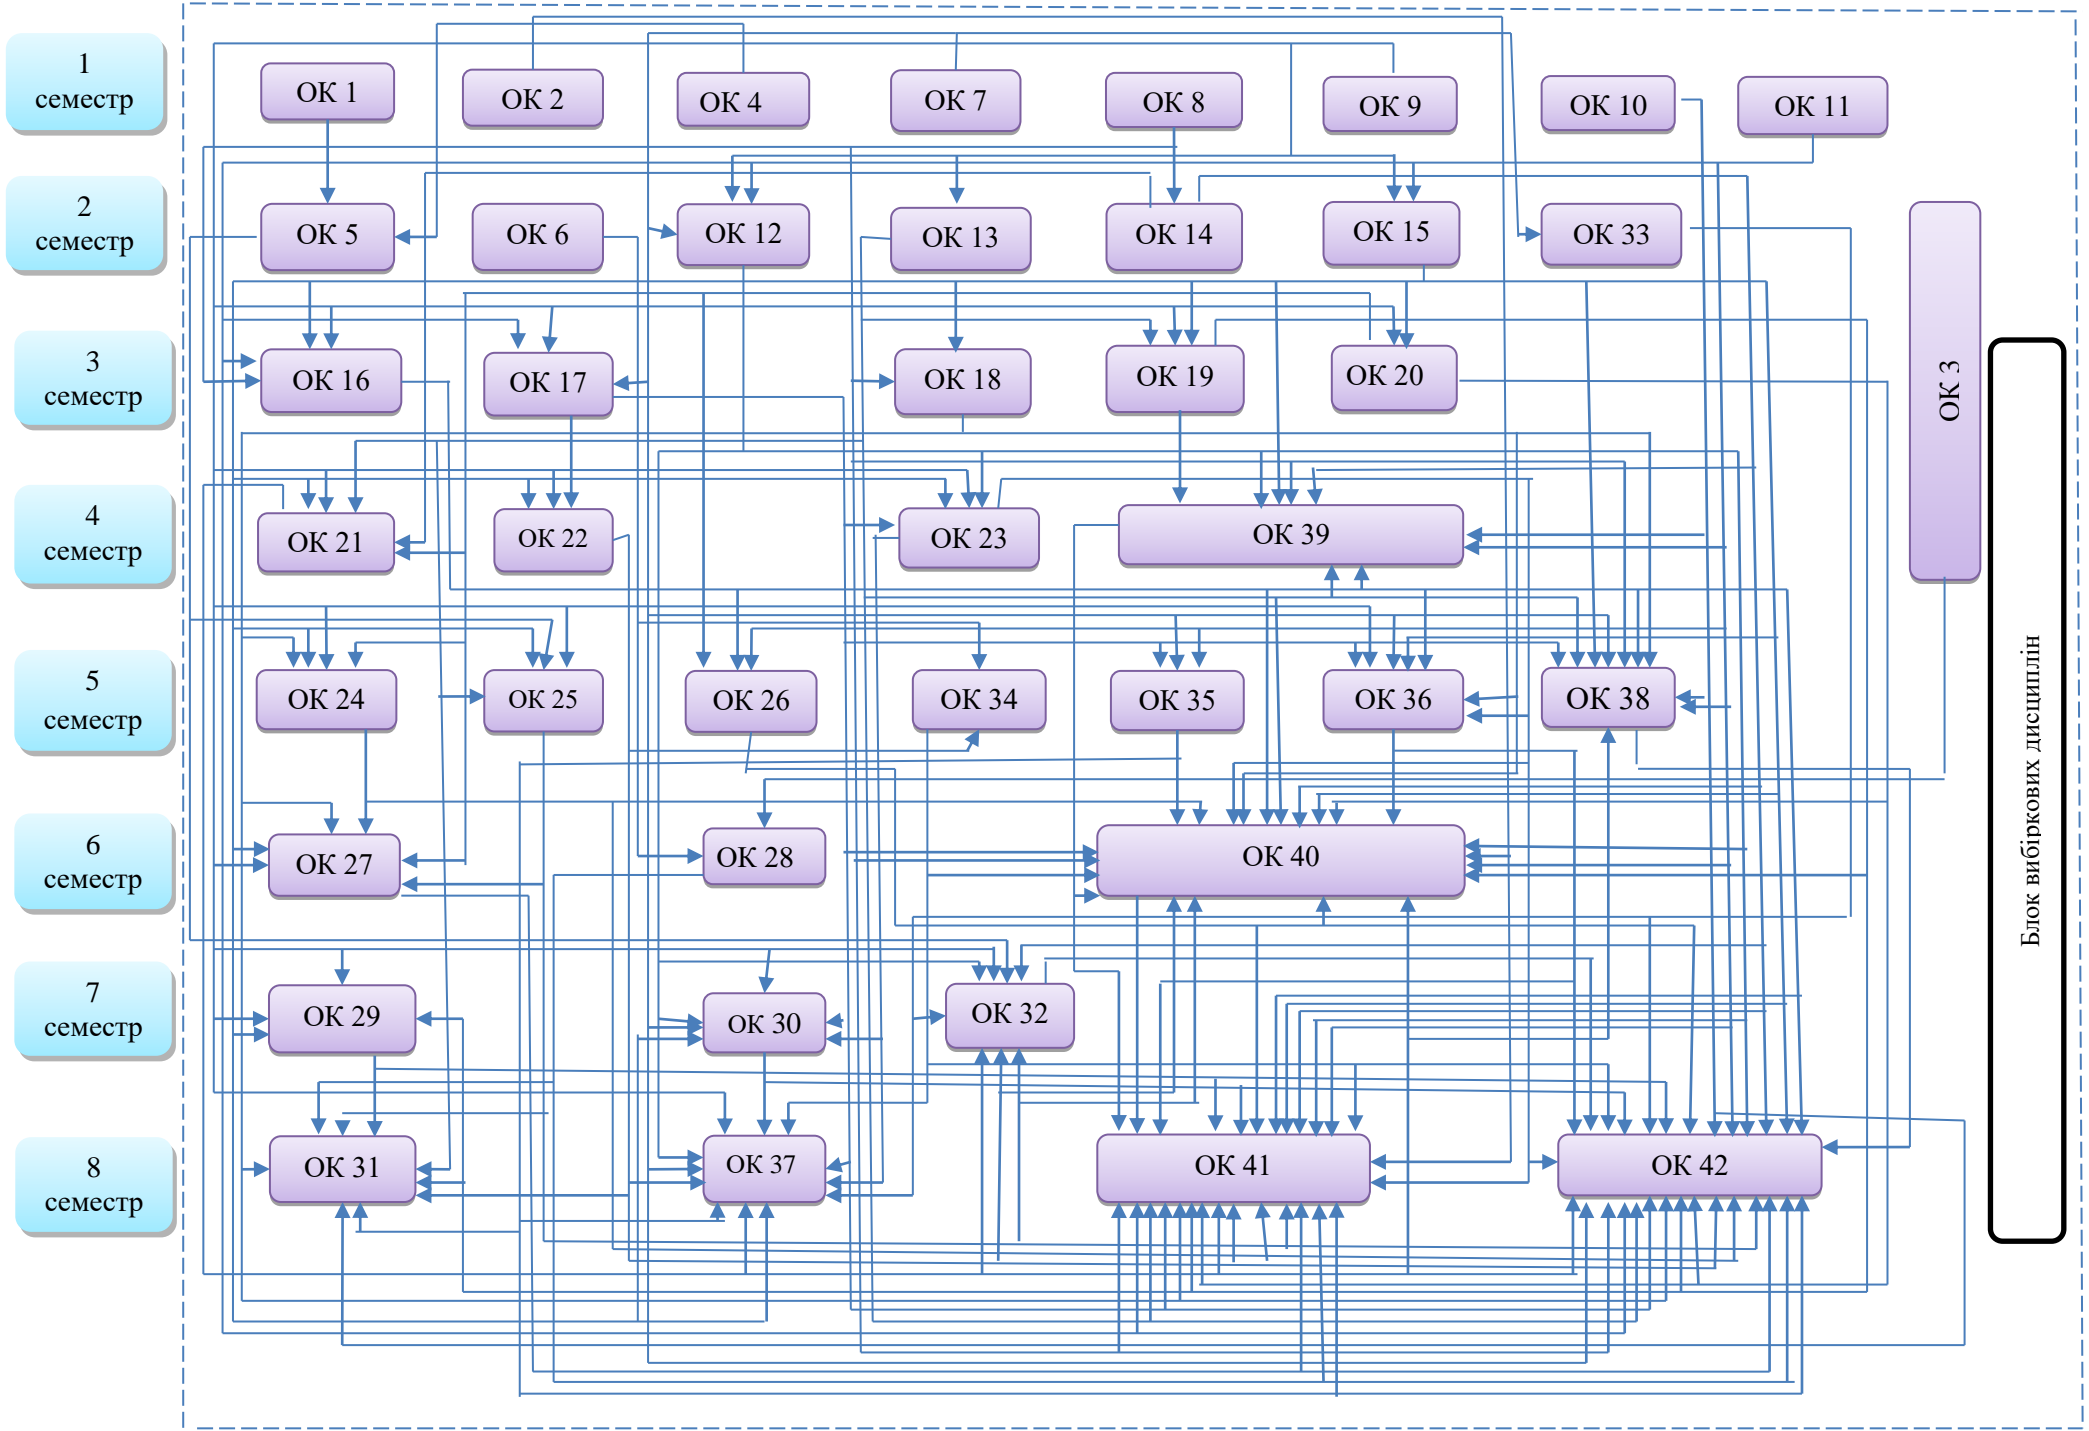 1
семестр
ОК 1
ОК 2
ОК 4
ОК 7
ОК 8
ОК 9
ОК 10
ОК 11
2
семестр
ОК 5
ОК 6
ОК 12
ОК 13
ОК 14
ОК 15
ОК 33
ОК 3
3
семестр
ОК 16
ОК 17
ОК 18
ОК 19
ОК 20
4
семестр
ОК 21
ОК 22
ОК 23
ОК 39
5
семестр
ОК 24
ОК 25
ОК 26
ОК 34
ОК 35
ОК 36
ОК 38
Блок вибіркових дисциплін
6
семестр
ОК 27
ОК 28
ОК 40
7
семестр
ОК 29
ОК 30
ОК 32
8
семестр
ОК 31
ОК 37
ОК 41
ОК 42